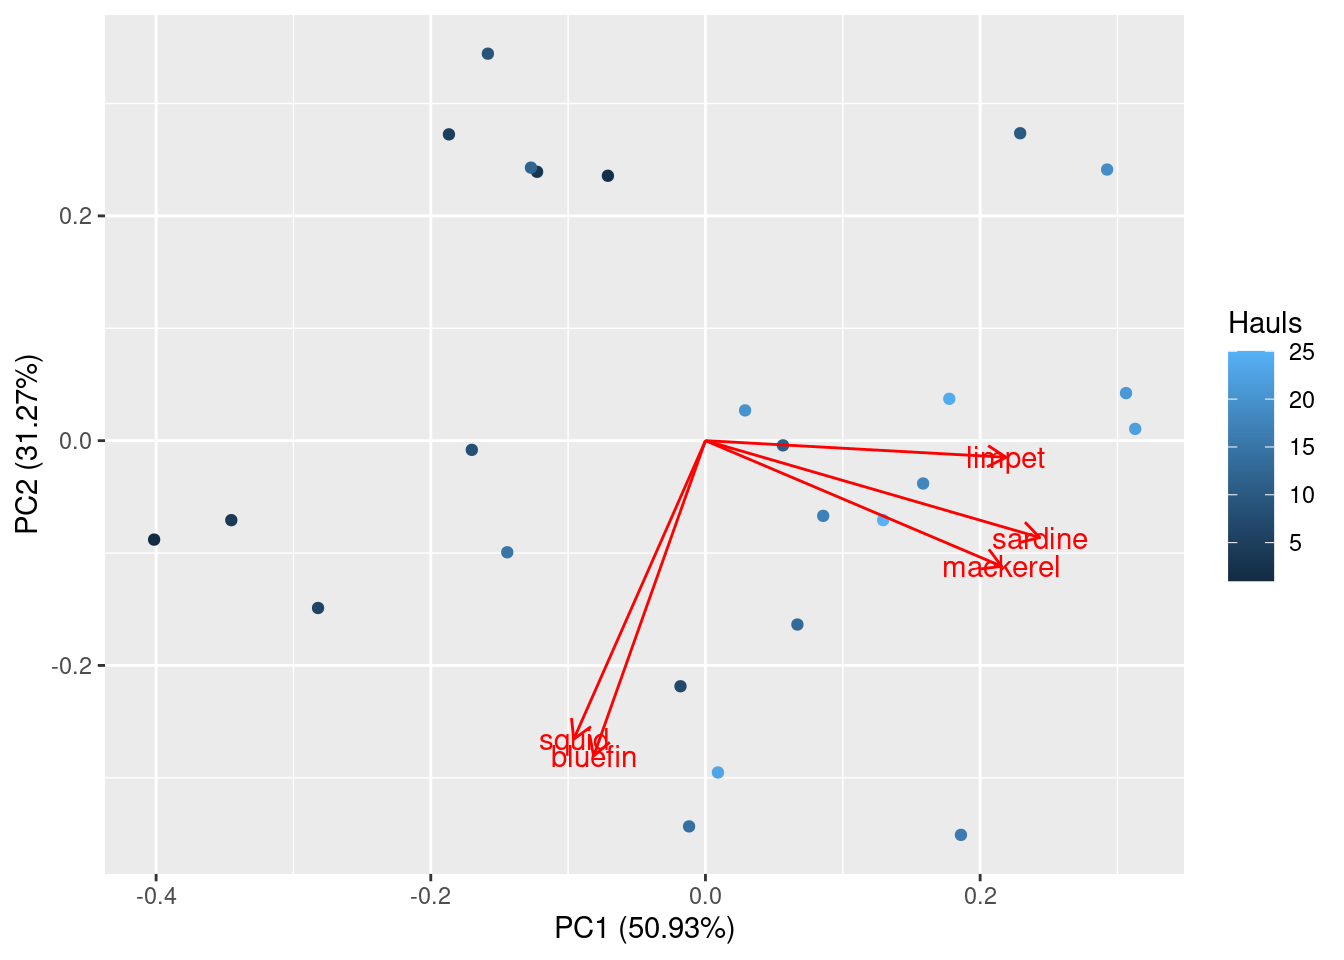 0.2
0.0
-0.2
PC2 (31.27%)
limpet
sardine
mackerel
squid
bluefin
-0.4
-0.2
0.0
0.2
PC1 (50.93%)
Hauls
25
20
15
10
5